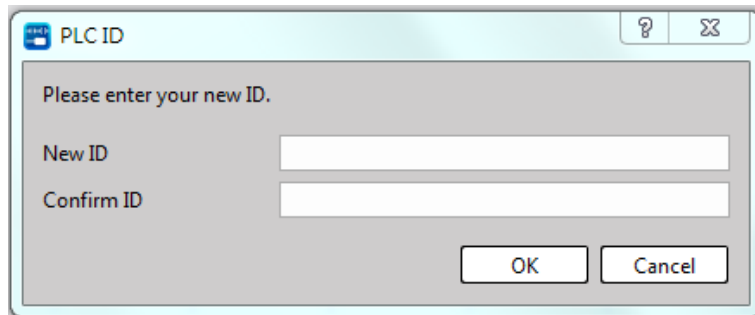 PLC ID
Please enter your new ID.
New ID
Confirm ID
OK Cancel